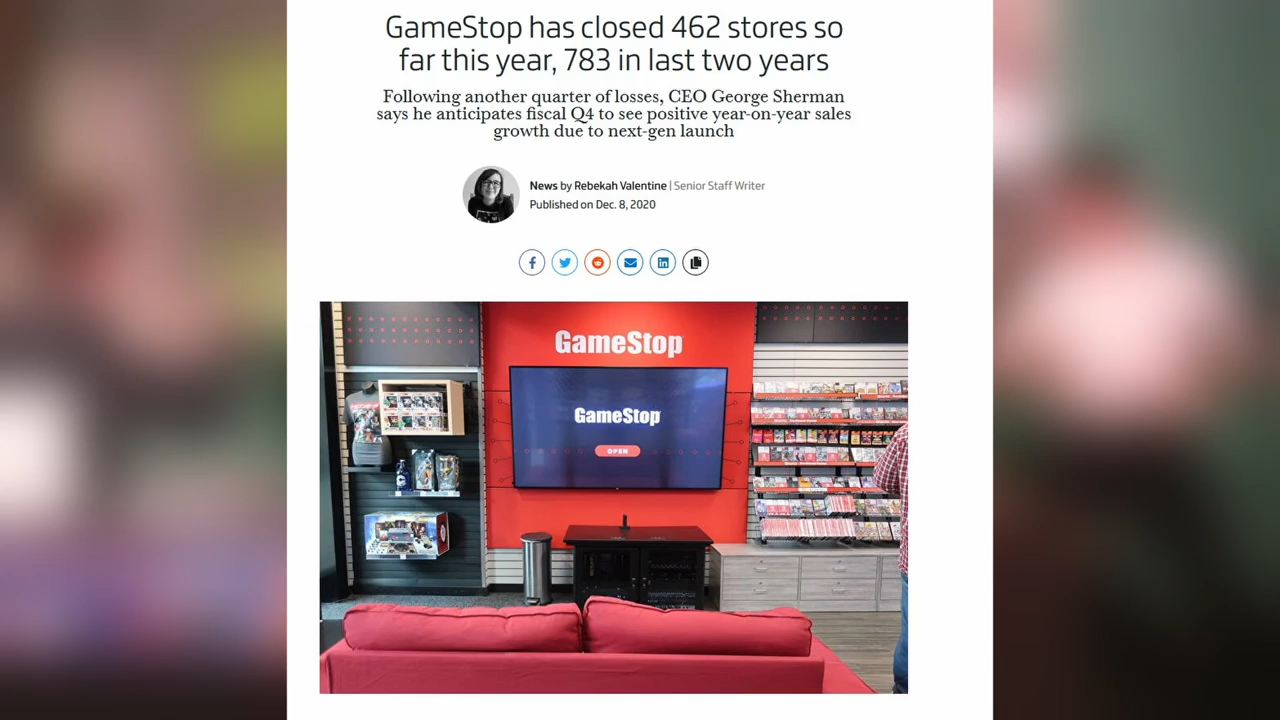 GameStop has closed 462 stores so
far this year, 783 in last two years
Following another quarter of losses, CEO George Sherman
says he anticipates fiscal Q4 to see positive year-on-year sales
growth due to next-gen launch
News by Rebekah Valentine | Senior Staff Writer
Published on Dec. 8, 2020
GameStop
GameStop
OPEN